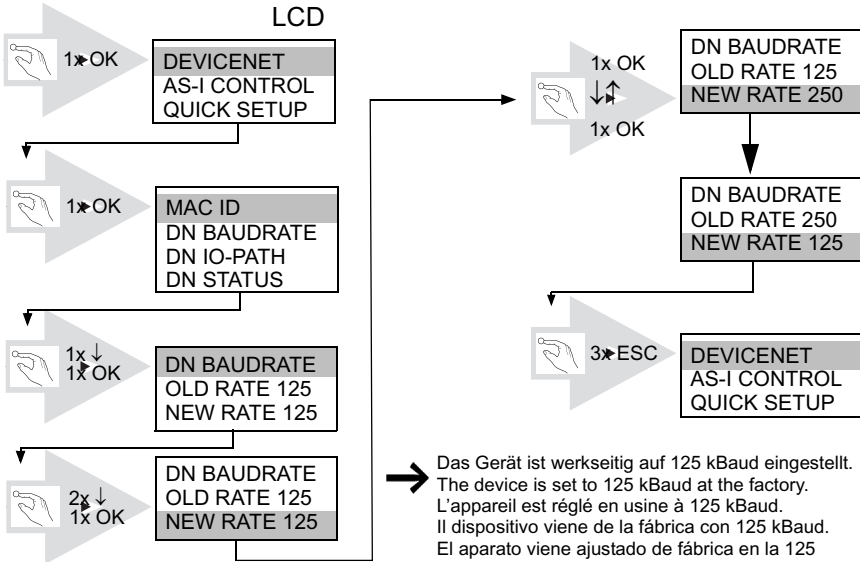 LCD
1x OK
DEVICENET
AS-I CONTROL
QUICK SETUP
1x OK
MAC ID
DN BAUDRATE
DN IO-PATH
DN STATUS
1x ↓
1x OK
DN BAUDRATE
OLD RATE 125
NEW RATE 125
2x ↓
1x OK
DN BAUDRATE
OLD RATE 125
NEW RATE 125
1x OK
↓↑
1x OK
DN BAUDRATE
OLD RATE 125
NEW RATE 250
DN BAUDRATE
OLD RATE 250
NEW RATE 125
3x ESC
DEVICENET
AS-I CONTROL
QUICK SETUP
Das Gerät ist werkseitig auf 125 kBaud eingestellt.
The device is set to 125 kBaud at the factory.
L'appareil est réglé en usine à 125 kBaud.
Il dispositivo viene de la fábrica con 125 kBaud.
El aparato viene ajustado de fábrica en la 125